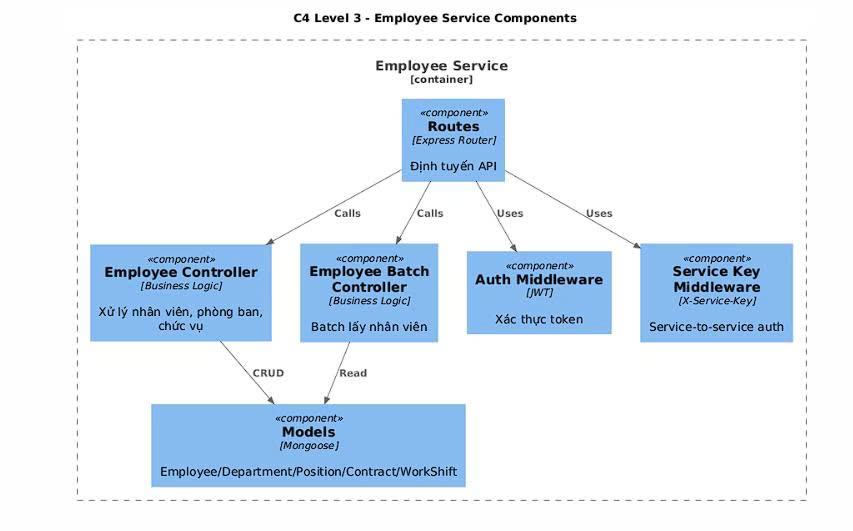 C4 Level 3 - Employee Service Components
Employee Service
[container]
«component»
Routes
[Express Router]
Định tuyến API
Calls
Calls
Uses
Uses
«component»
Employee Controller
[Business Logic]
Xử lý nhân viên, phòng ban,
chức vụ
«component»
Employee Batch
Controller
[Business Logic]
Batch lấy nhân viên
«component»
Auth Middleware
[JWT]
Xác thực token
«component»
Service Key
Middleware
[X-Service-Key]
Service-to-service auth
CRUD
Read
«component»
Models
[Mongoose]
Employee/Department/Position/Contract/WorkShift